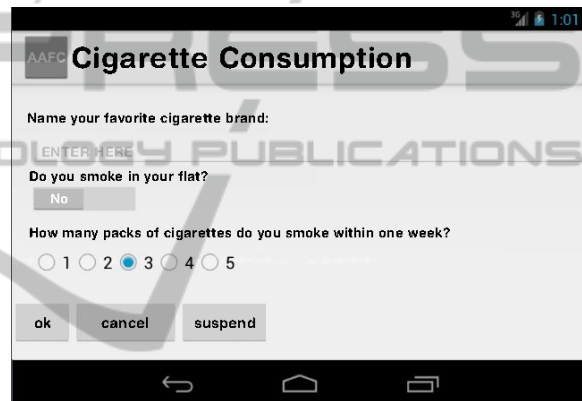 3G 1:01
AAFC Cigarette Consumption
Name your favorite cigarette brand:
ENTER HERE
Do you smoke in your flat?
No
How many packs of cigarettes do you smoke within one week?
1 2 3 4 5
ok cancel suspend
PUBLICATIONS